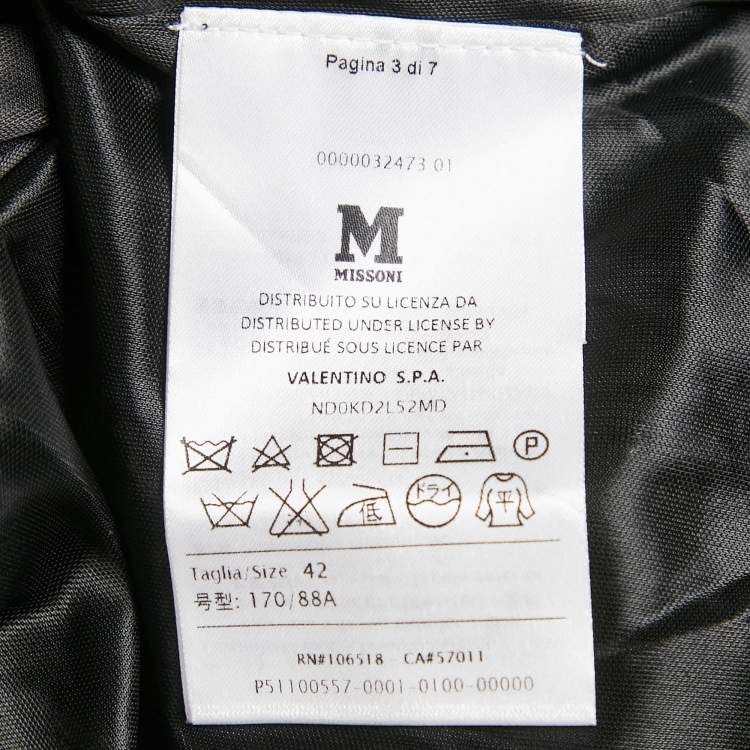 Pagina 3 di 7
0000032473 01
M
MISSONI
DISTRIBUITO SU LICENZA DA
DISTRIBUTED UNDER LICENSE BY
DISTRIBUÉ SOUS LICENCE PAR
VALENTINO S.P.A.
ND0KD2L52MD
P
低 ドライ 平
Taglia/Size 42
号型: 170/88A
RN#106518 CA#57011
P51100557-0001-0100-00000